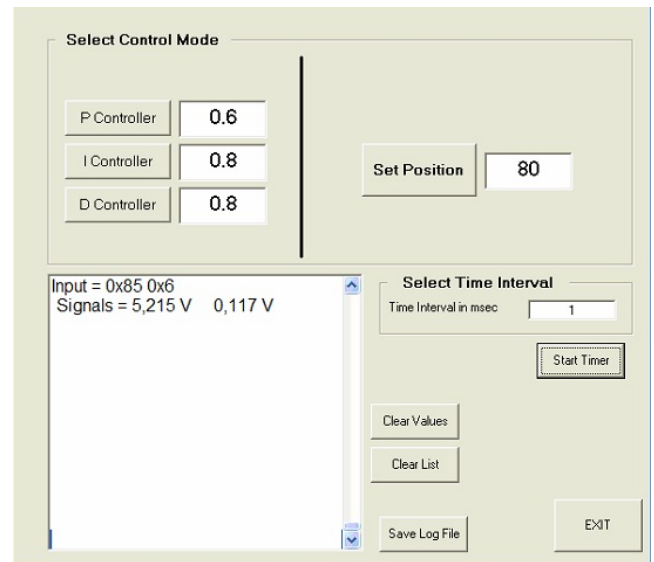 Select Control Mode
P Controller 0.6
I Controller 0.8
D Controller 0.8
Set Position 80
Input = 0x85 0x6
Signals = 5,215 V 0,117 V
Select Time Interval
Time Interval in msec 1
Start Timer
Clear Values
Clear List
Save Log File
EXIT